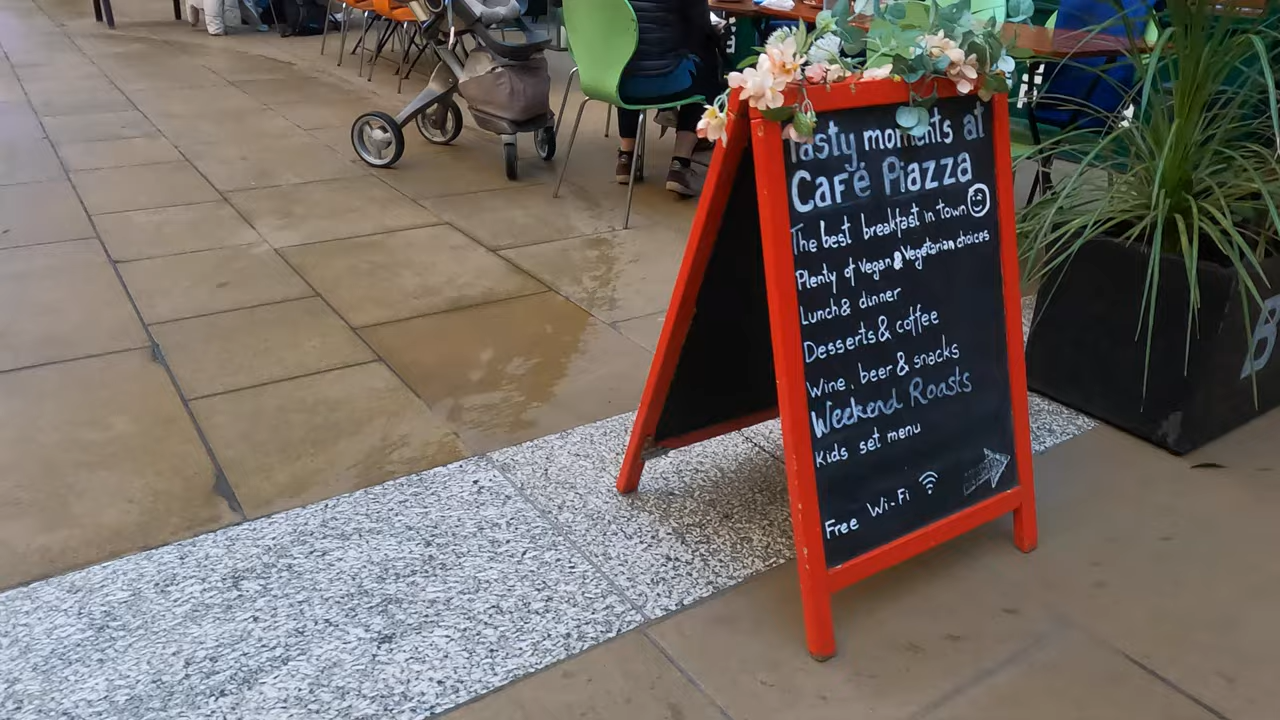 Tasty moments at
Café Piazza
The best breakfast in town
Plenty of Vegan & Vegetarian choices
Lunch & dinner
Desserts & coffee
Wine, beer & snacks
Weekend Roasts
Kids set menu
Free Wi-Fi